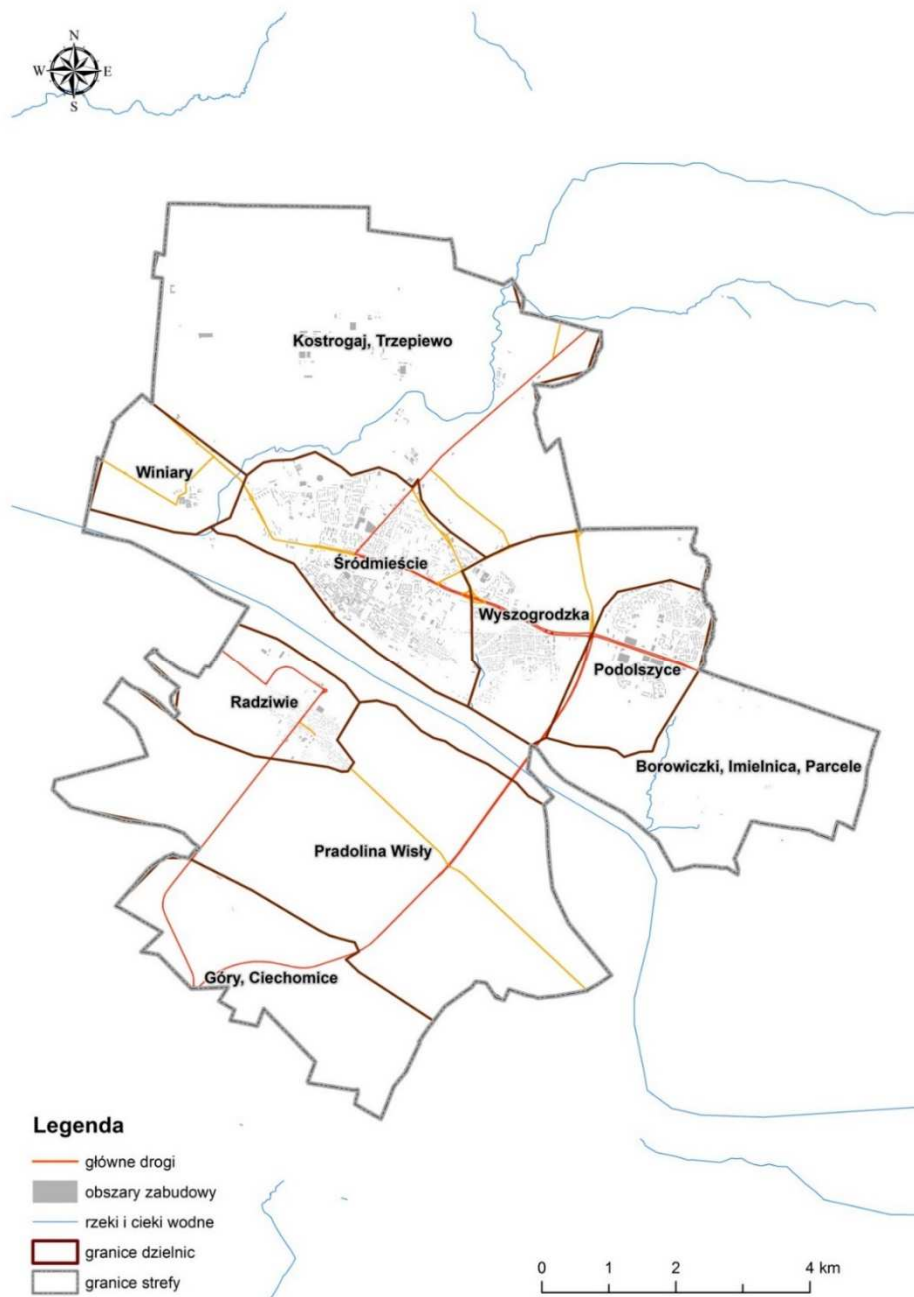 N
W E
S
Kostrogaj, Trzepiewo
Winiary
Śródmieście
Wyszogrodzka
Podolszyce
Radziwie
Borowiczki, Imielnica, Parcele
Pradolina Wisły
Góry, Ciechomice
Legenda
główne drogi
obszary zabudowy
rzeki i cieki wodne
granice dzielnic
granice strefy
0 1 2 4 km